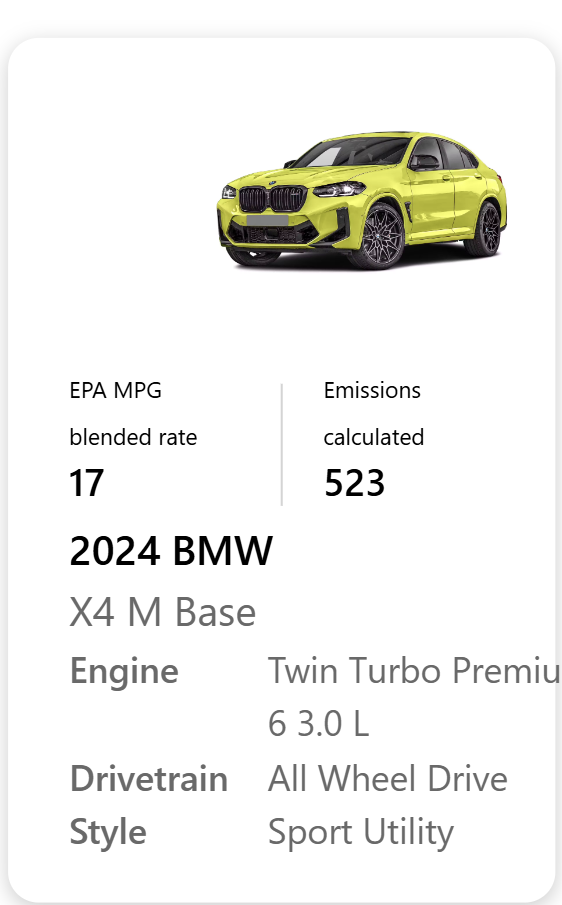 EPA MPG
blended rate
17
Emissions
calculated
523
2024 BMW
X4 M Base
Engine Twin Turbo Premiu
6 3.0 L
Drivetrain All Wheel Drive
Style Sport Utility